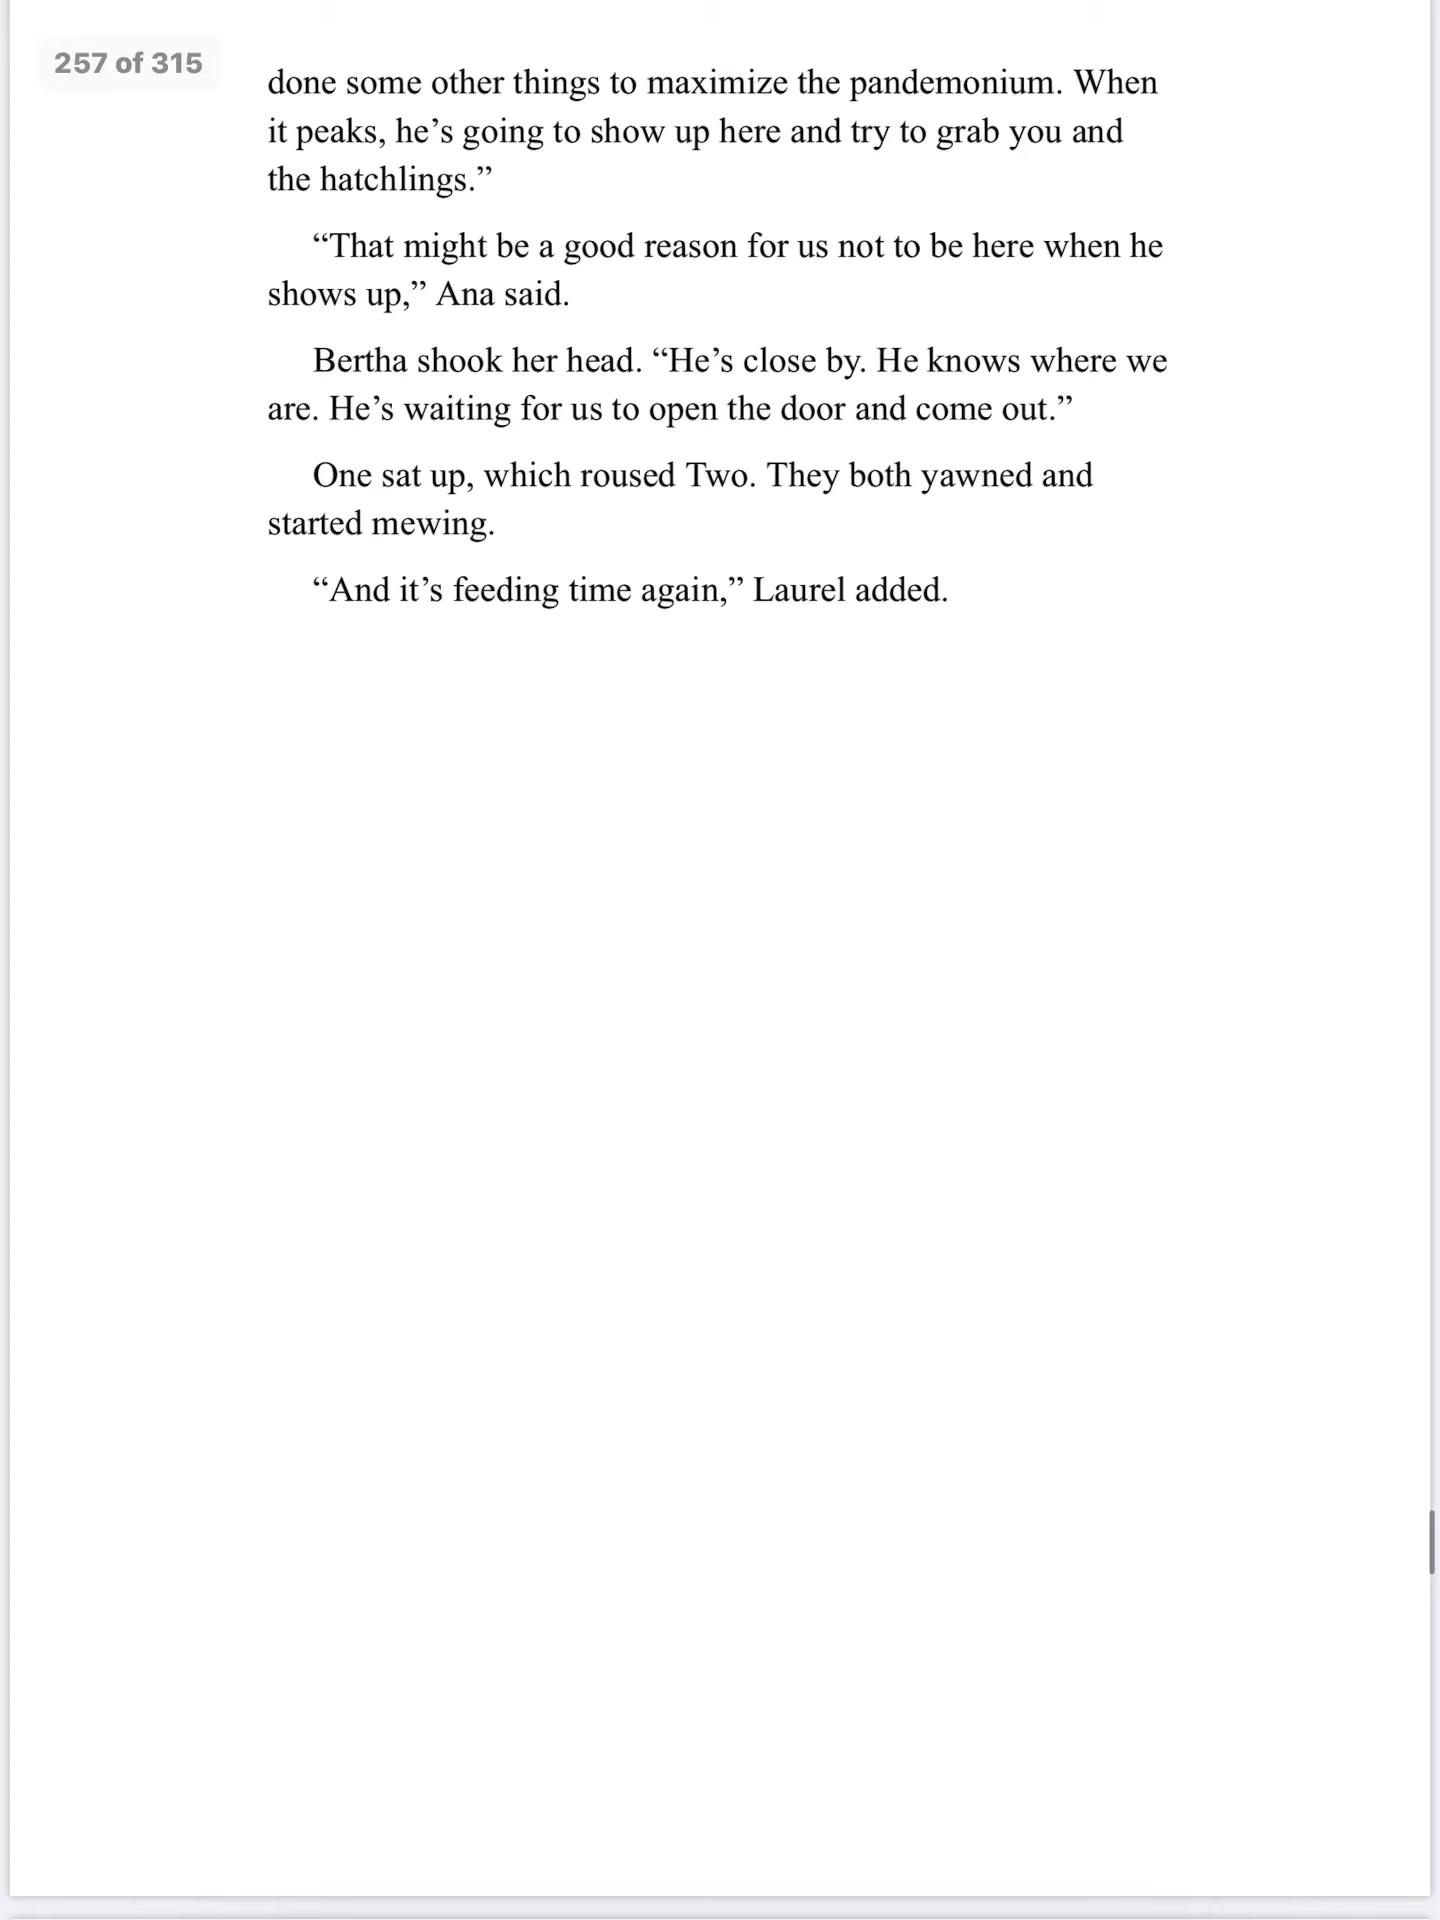 257 of 315
done some other things to maximize the pandemonium. When
it peaks, he’s going to show up here and try to grab you and
the hatchlings.”
“That might be a good reason for us not to be here when he
shows up,” Ana said.
Bertha shook her head. “He’s close by. He knows where we
are. He’s waiting for us to open the door and come out.”
One sat up, which roused Two. They both yawned and
started mewing.
“And it’s feeding time again,” Laurel added.